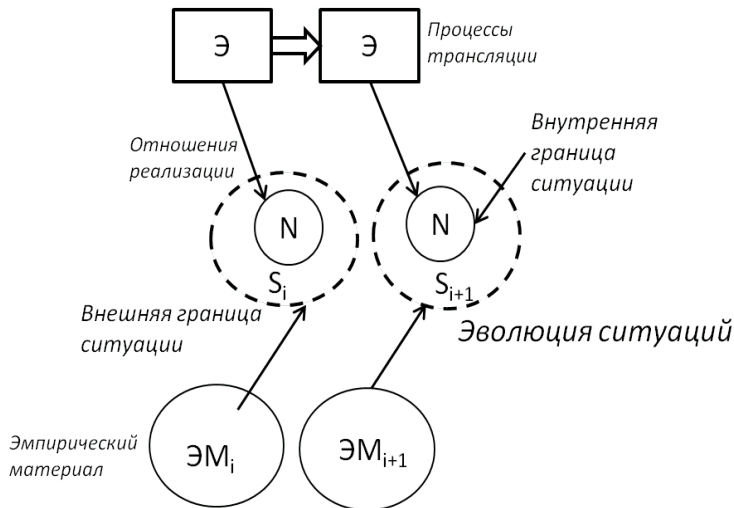 Э
Э
Процессы
трансляции
Отношения
реализации
Внутренняя
граница
ситуации
N
N
Si
Si+1
Внешняя граница
ситуации
Эволюция ситуаций
Эмпирический
материал
ЭМi
ЭМi+1